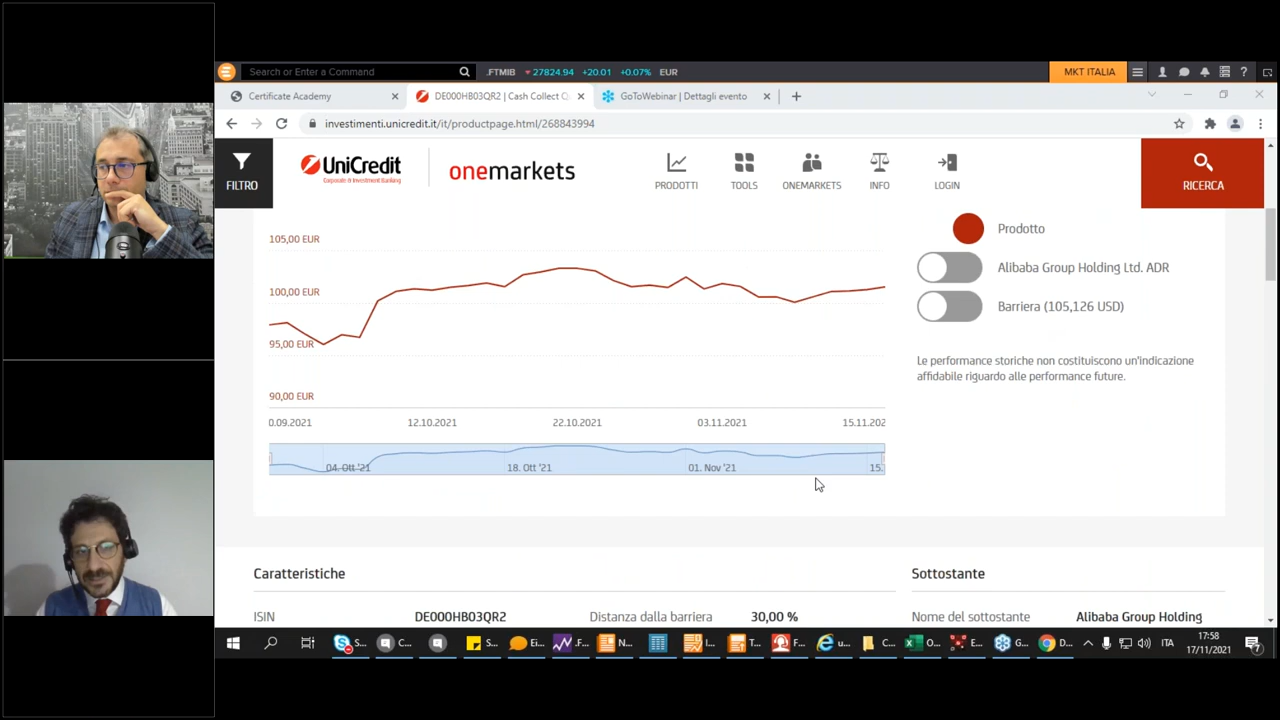 Search or Enter a Command .FTMIB 27824.94 +20.01 +0.07% EUR MKT ITALIA ?
Certificate Academy DE000HB03QR2 | Cash Collect GoToWebinar | Dettagli evento
investimenti.unicredit.it/it/productpage.html/268843994
FILTRO
UniCredit
Corporate & Investment Banking
onemarkets
PRODOTTI TOOLS ONEMARKETS INFO LOGIN
RICERCA
105,00 EUR
100,00 EUR
95,00 EUR
90,00 EUR
0.09.2021 12.10.2021 22.10.2021 03.11.2021 15.11.202
04. Ott '21 18. Ott '21 01. Nov '21 15.
Prodotto
Alibaba Group Holding Ltd. ADR
Barriera (105,126 USD)
Le performance storiche non costituiscono un'indicazione
affidabile riguardo alle performance future.
Caratteristiche
ISIN DE000HB03QR2 Distanza dalla barriera 30,00 %
Sottostante
Nome del sottostante Alibaba Group Holding
S... C... S... Ei... .F... N... I... T... F... u... C... O... E... G... D... ITA
17:58
17/11/2021
7